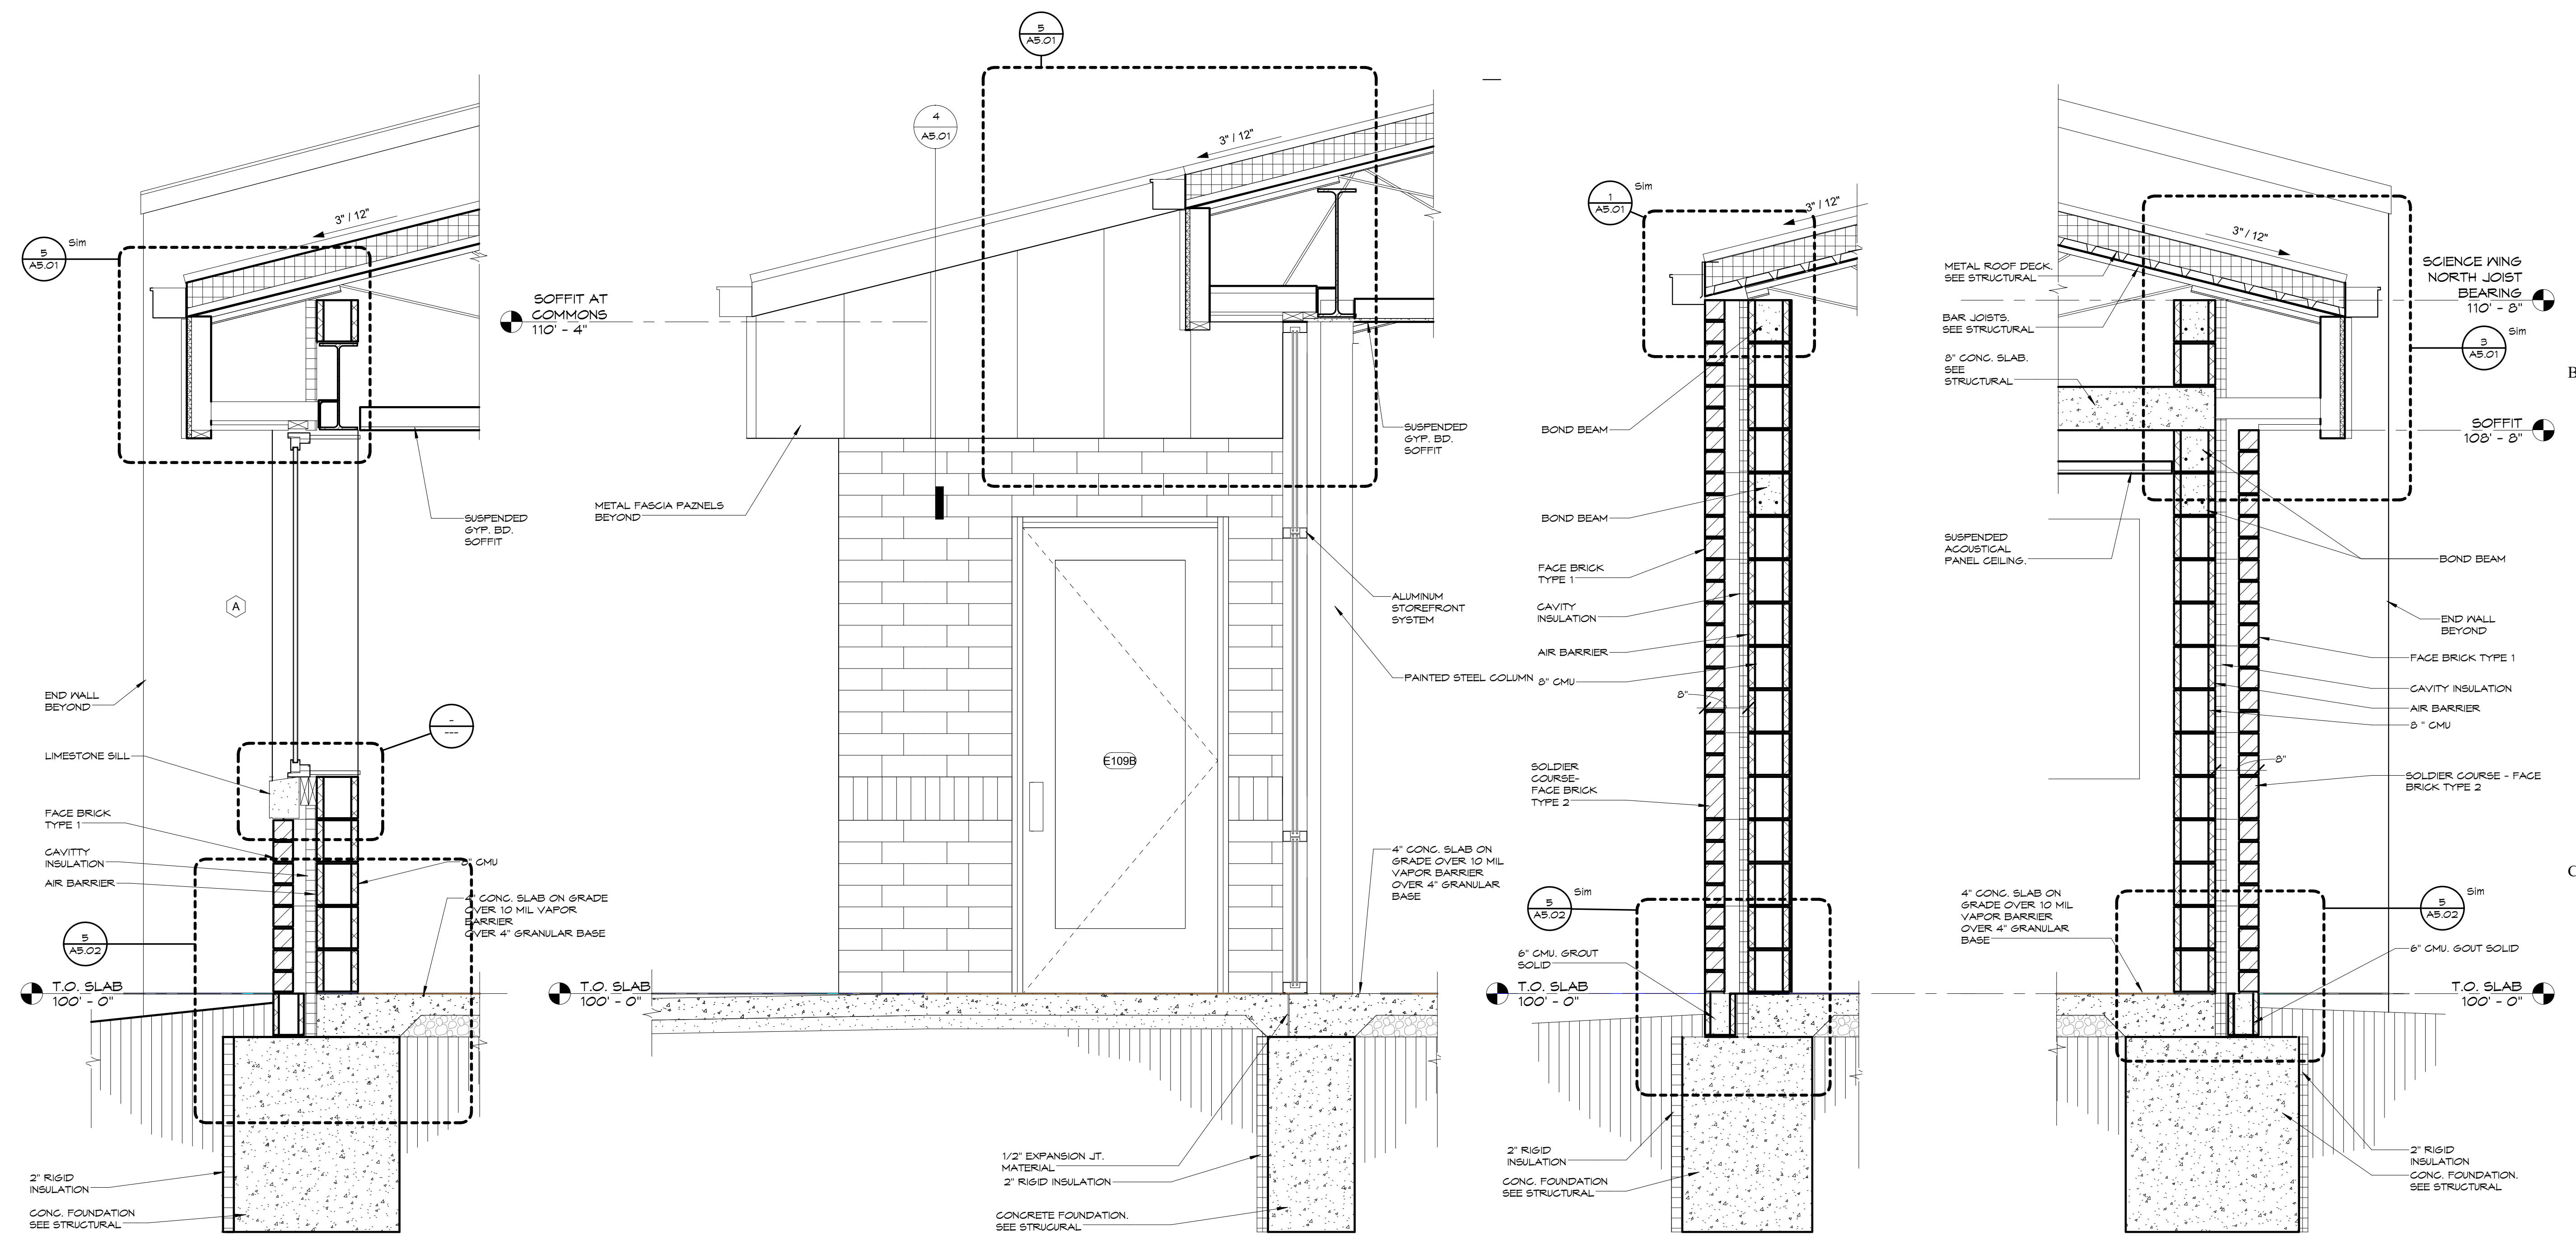 5
A5.01
Sim
3" / 12"
SUSPENDED
GYP. BD.
SOFFIT
A
END WALL
BEYOND
LIMESTONE SILL
-
---
FACE BRICK
TYPE 1
CAVITTY
INSULATION
AIR BARRIER
8" CMU
4" CONC. SLAB ON GRADE
OVER 10 MIL VAPOR
BARRIER
OVER 4" GRANULAR BASE
5
A5.02
T.O. SLAB
100' - 0"
2" RIGID
INSULATION
CONC. FOUNDATION
SEE STRUCTURAL
5
A5.01
4
A5.01
3" / 12"
SOFFIT AT
COMMONS
110' - 4"
SUSPENDED
GYP. BD.
SOFFIT
METAL FASCIA PAZNELS
BEYOND
ALUMINUM
STOREFRONT
SYSTEM
PAINTED STEEL COLUMN
E109B
4" CONC. SLAB ON
GRADE OVER 10 MIL
VAPOR BARRIER
OVER 4" GRANULAR
BASE
T.O. SLAB
100' - 0"
1/2" EXPANSION JT.
MATERIAL
2" RIGID INSULATION
CONCRETE FOUNDATION.
SEE STRUCURAL
1
A5.01
Sim
3" / 12"
BOND BEAM
BOND BEAM
FACE BRICK
TYPE 1
CAVITY
INSULATION
AIR BARRIER
8" CMU
8"
SOLDIER
COURSE-
FACE BRICK
TYPE 2
5
A5.02
Sim
6" CMU. GROUT
SOLID
T.O. SLAB
100' - 0"
2" RIGID
INSULATION
CONC. FOUNDATION
SEE STRUCTURAL
3" / 12"
METAL ROOF DECK.
SEE STRUCTURAL
BAR JOISTS.
SEE STRUCTURAL
8" CONC. SLAB.
SEE
STRUCTURAL
SCIENCE WING
NORTH JOIST
BEARING
110' - 8"
3
A5.01
Sim
B
SOFFIT
108' - 8"
SUSPENDED
ACOUSTICAL
PANEL CEILING.
BOND BEAM
END WALL
BEYOND
FACE BRICK TYPE 1
CAVITY INSULATION
AIR BARRIER
8 " CMU
8"
SOLDIER COURSE - FACE
BRICK TYPE 2
C
4" CONC. SLAB ON
GRADE OVER 10 MIL
VAPOR BARRIER
OVER 4" GRANULAR
BASE
5
A5.02
Sim
6" CMU. GOUT SOLID
T.O. SLAB
100' - 0"
2" RIGID
INSULATION
CONC. FOUNDATION.
SEE STRUCTURAL